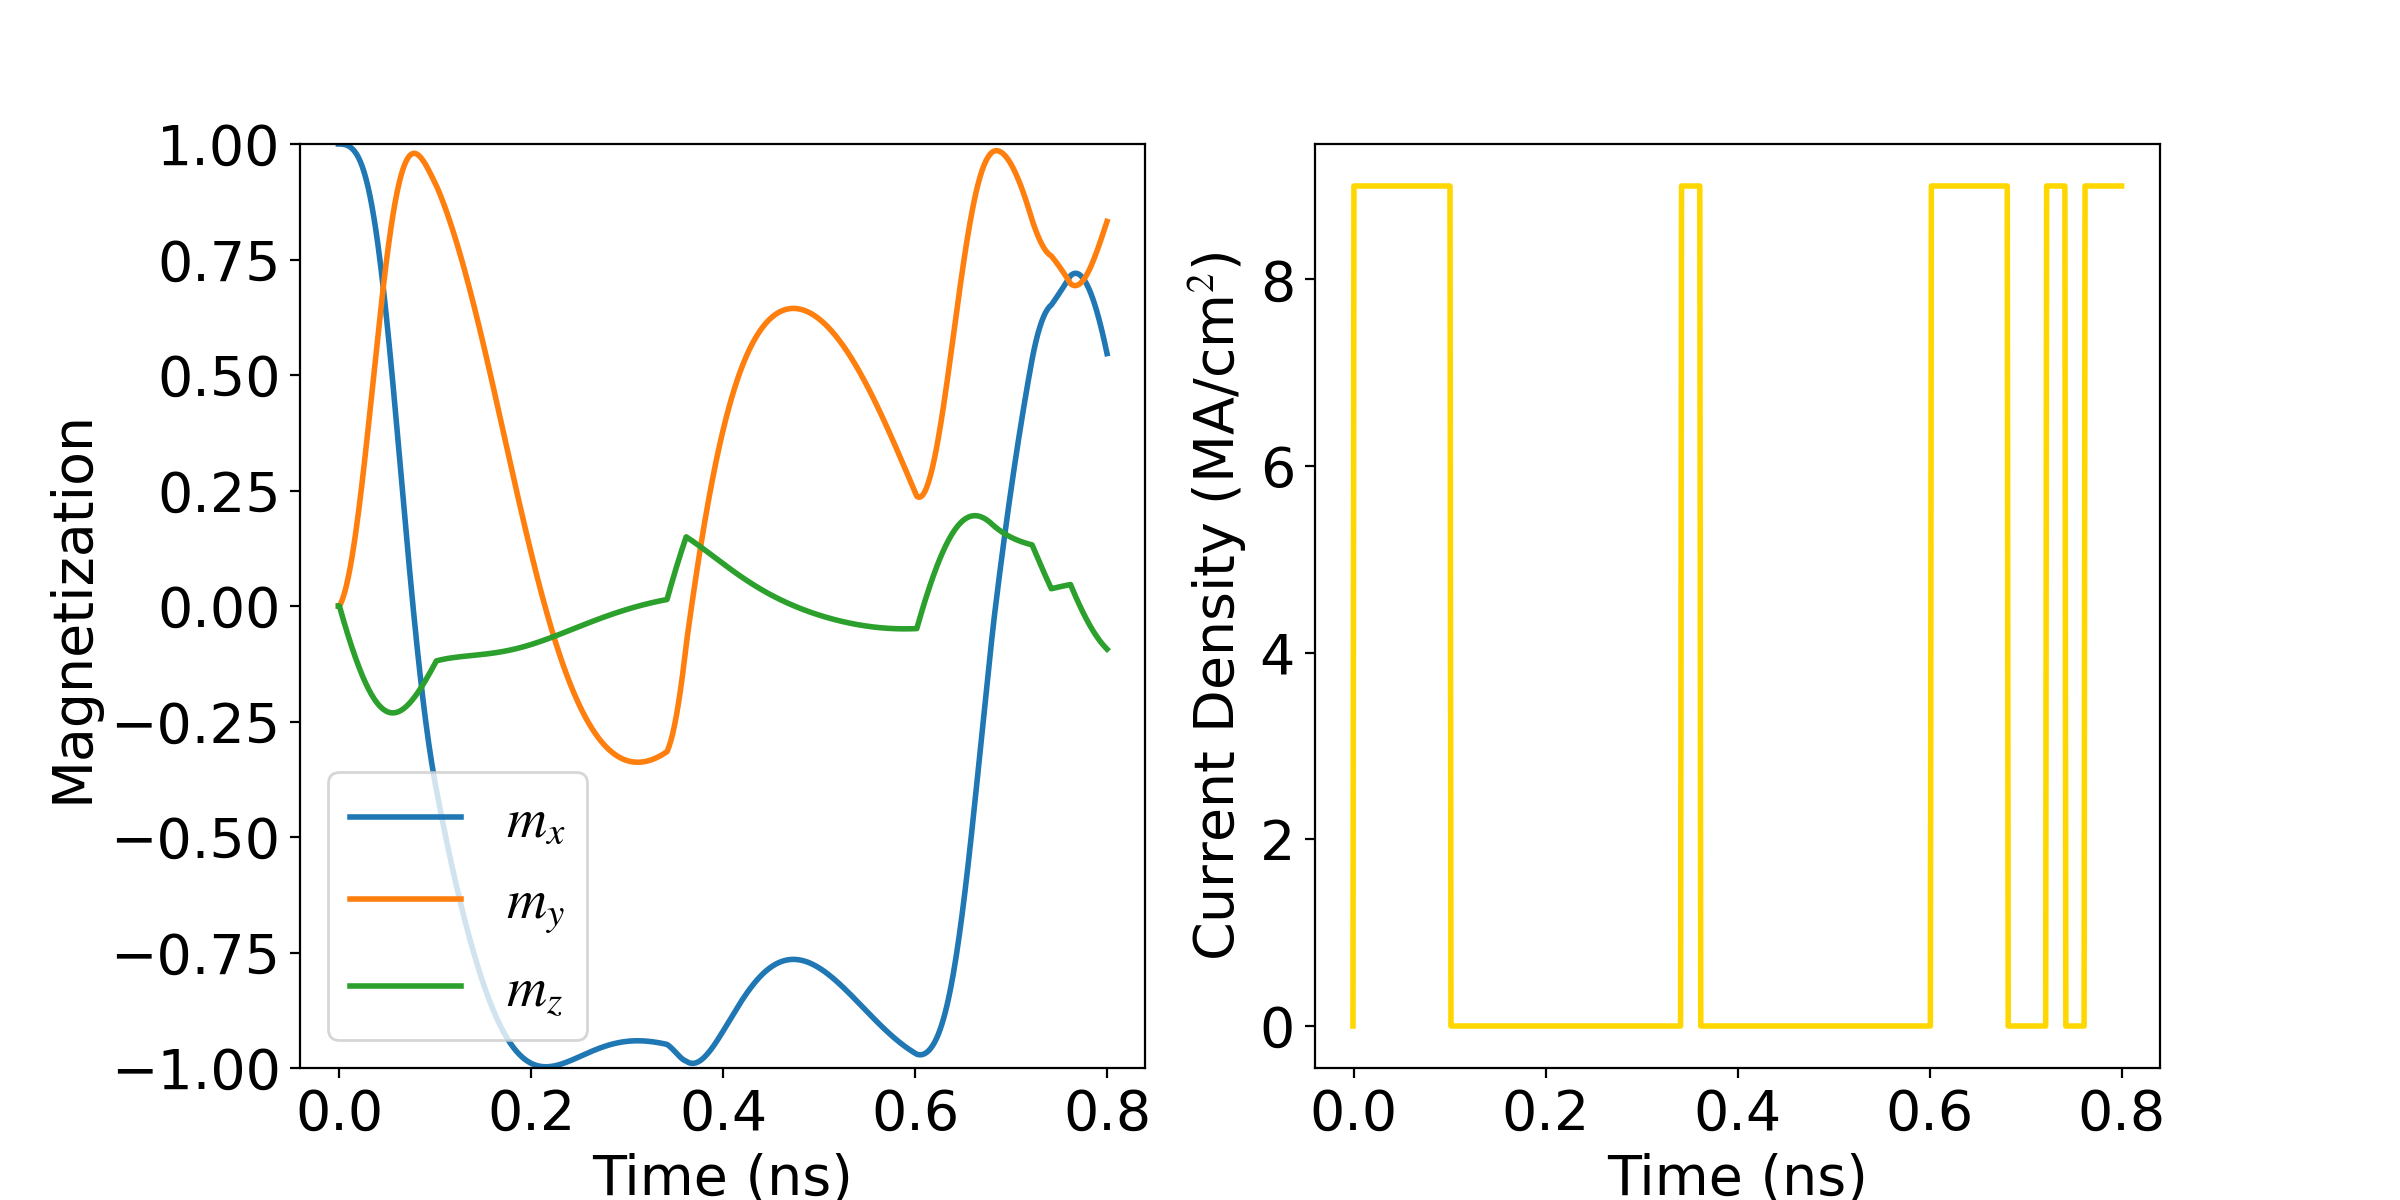 Magnetization
1.00
0.75
0.50
0.25
0.00
−0.25
−0.50
−0.75
−1.00
0.0 0.2 0.4 0.6 0.8
Time (ns)
mₓ
m_y
m_z
Current Density (MA/cm²)
8
6
4
2
0
0.0 0.2 0.4 0.6 0.8
Time (ns)